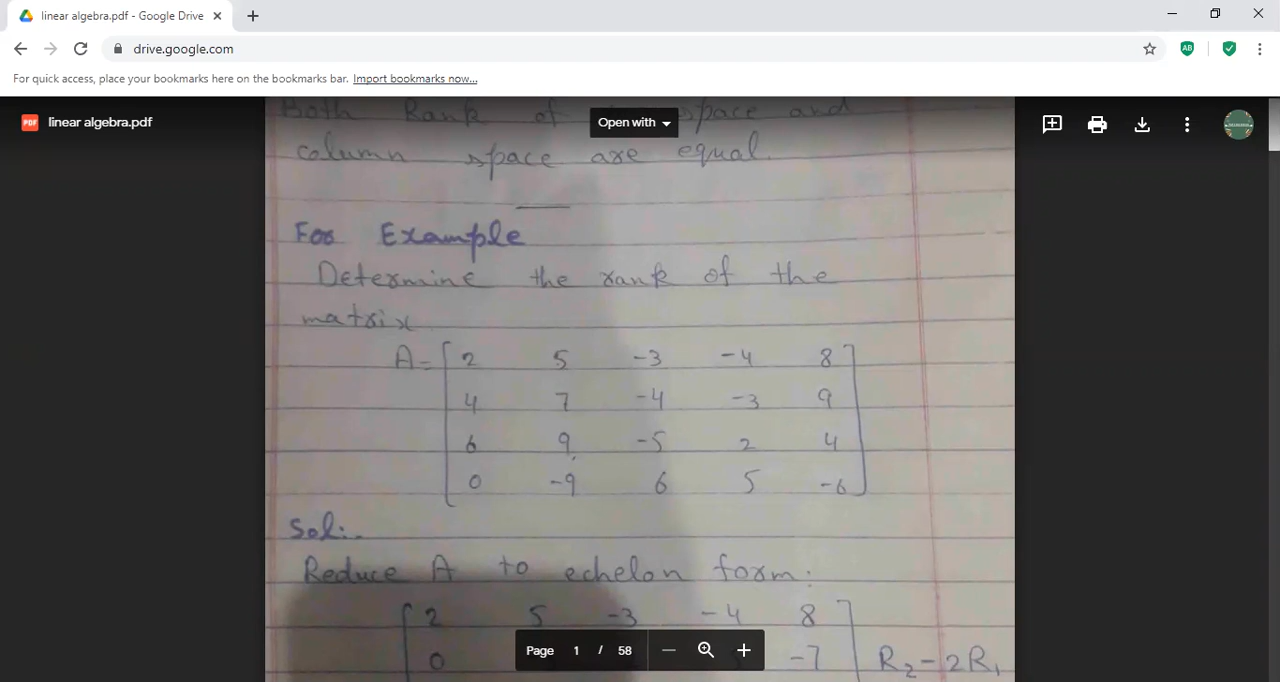 linear algebra.pdf - Google Drive
drive.google.com
AB
For quick access, place your bookmarks here on the bookmarks bar. Import bookmarks now...
PDF linear algebra.pdf
Open with
Both Rank of space and
column space are equal.
For Example
Determine the rank of the
matrix
A = 2 5 -3 -4 8
4 7 -4 -3 9
6 9 -5 2 4
0 -9 6 5 -6
Sol:-
Reduce A to echelon form:
2 5 -3 -4 8
0 -7 R2-2R1
Page 1 / 58